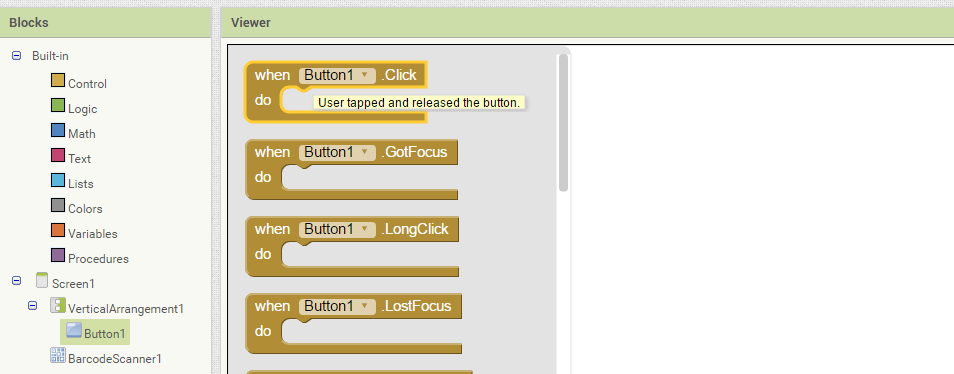 Blocks
Viewer
Built-in
Control
Logic
Math
Text
Lists
Colors
Variables
Procedures
Screen1
VerticalArrangement1
Button1
BarcodeScanner1
when Button1 .Click
do
User tapped and released the button.
when Button1 .GotFocus
do
when Button1 .LongClick
do
when Button1 .LostFocus
do